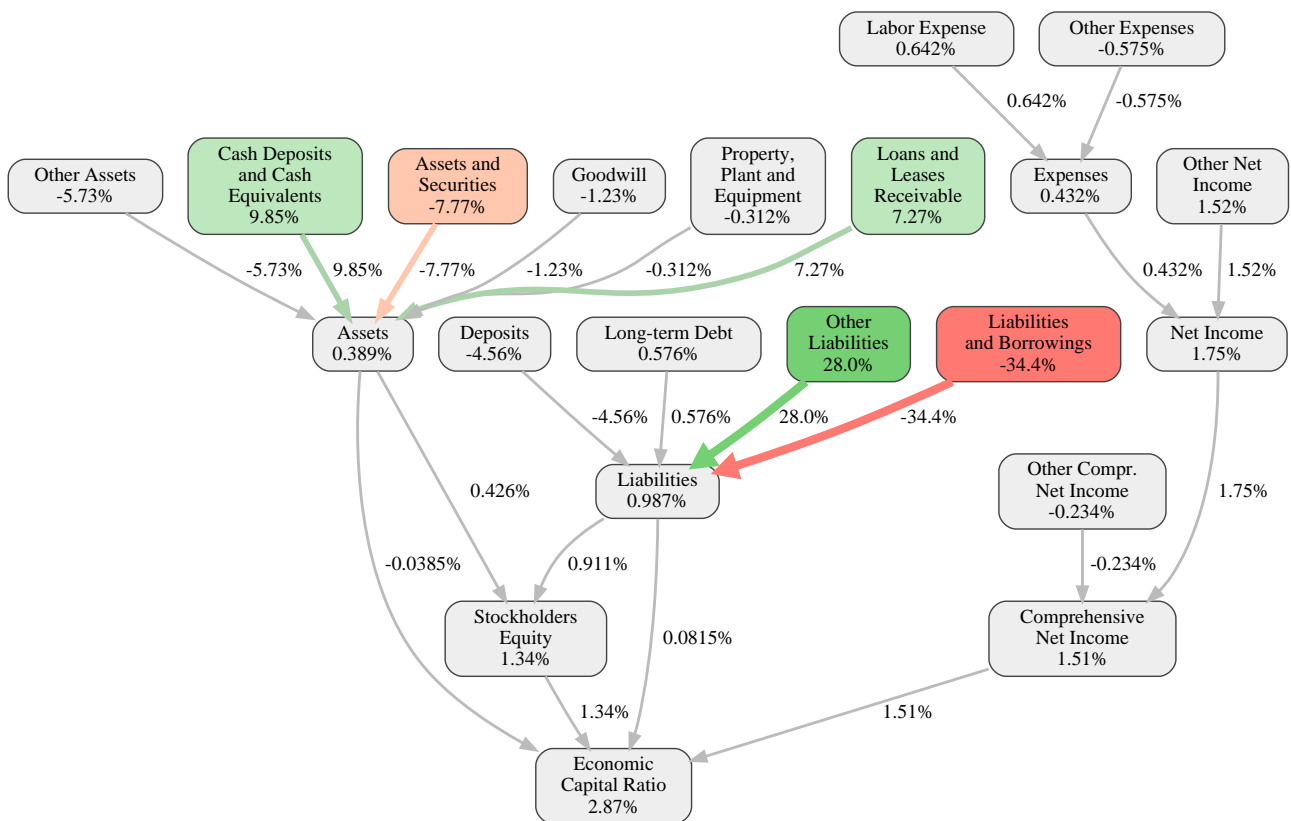 Labor Expense
0.642%
Other Expenses
-0.575%
0.642%
-0.575%
Other Assets
-5.73%
Cash Deposits
and Cash
Equivalents
9.85%
Assets and
Securities
-7.77%
Goodwill
-1.23%
Property,
Plant and
Equipment
-0.312%
Loans and
Leases
Receivable
7.27%
Expenses
0.432%
Other Net
Income
1.52%
-5.73%
9.85%
-7.77%
-1.23%
-0.312%
7.27%
0.432%
1.52%
Assets
0.389%
Deposits
-4.56%
Long-term Debt
0.576%
Other
Liabilities
28.0%
Liabilities
and Borrowings
-34.4%
Net Income
1.75%
-4.56%
0.576%
28.0%
-34.4%
Liabilities
0.987%
Other Compr.
Net Income
-0.234%
0.426%
1.75%
-0.0385%
0.911%
-0.234%
Stockholders
Equity
1.34%
0.0815%
Comprehensive
Net Income
1.51%
1.34%
1.51%
Economic
Capital Ratio
2.87%